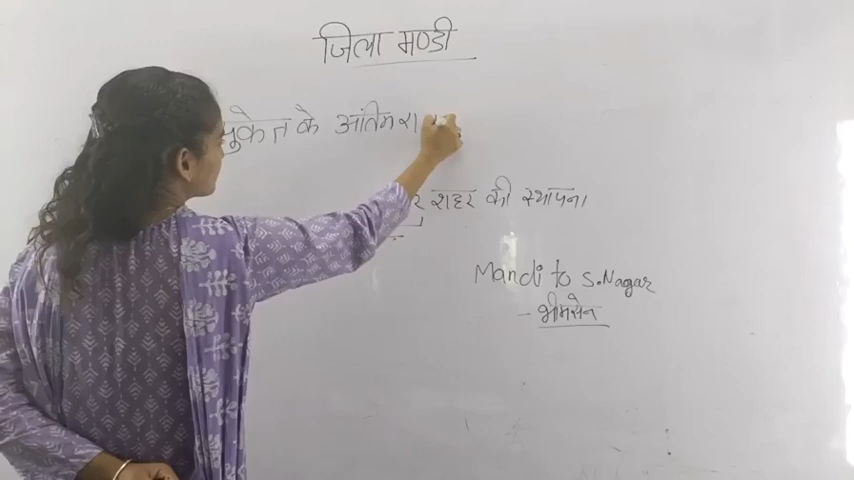 जिला मण्डी
सुकेत के अंतिम रा
र शहर की स्थापना
Mandi to S.Nagar
- भीमसेन